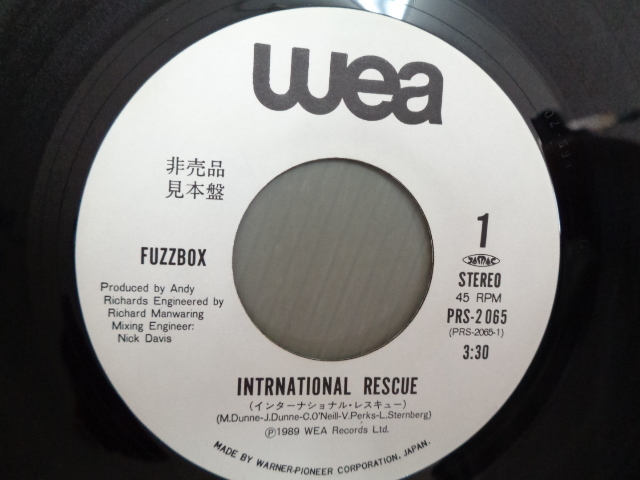 wea
非売品
見本盤
FUZZBOX
Produced by Andy
Richards Engineered by
Richard Manwaring
Mixing Engineer:
Nick Davis
1
STEREO
45 RPM
PRS-2065
(PRS-2065-1)
3:30
INTRNATIONAL RESCUE
(インターナショナル・レスキュー)
(M.Dunne-J.Dunne-C.O'Neill-V.Perks-L.Sternberg)
Ⓟ1989 WEA Records Ltd.
MADE BY WARNER-PIONEER CORPORATION, JAPAN.